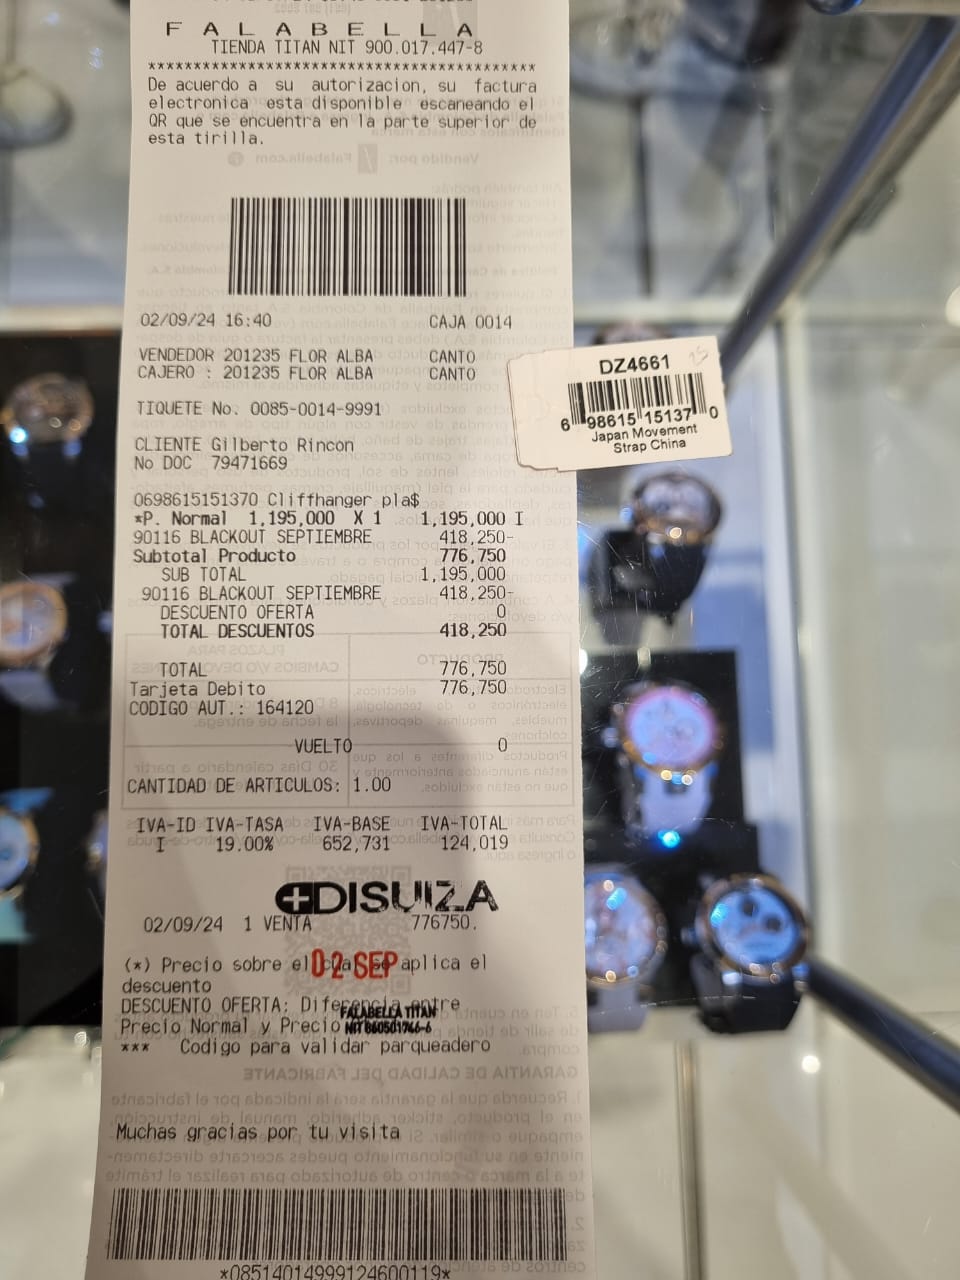 F A L A B E L L A
TIENDA TITAN NIT 900.017.447-8
******************************************
De acuerdo a su autorizacion, su factura
electronica esta disponible escaneando el
QR que se encuentra en la parte superior de
esta tirilla.
02/09/24 16:40 CAJA 0014
VENDEDOR 201235 FLOR ALBA CANTO
CAJERO : 201235 FLOR ALBA CANTO
TIQUETE No. 0085-0014-9991
CLIENTE Gilberto Rincon
No DOC 79471669
0698615151370 Cliffhanger pla$
*P. Normal 1,195,000 X 1 1,195,000 I
90116 BLACKOUT SEPTIEMBRE 418,250-
Subtotal Producto 776,750
SUB TOTAL 1,195,000
90116 BLACKOUT SEPTIEMBRE 418,250-
DESCUENTO OFERTA 0
TOTAL DESCUENTOS 418,250
TOTAL 776,750
Tarjeta Debito 776,750
CODIGO AUT.: 164120
VUELTO 0
CANTIDAD DE ARTICULOS: 1.00
IVA-ID IVA-TASA IVA-BASE IVA-TOTAL
I 19.00% 652,731 124,019
DISUIZA
02/09/24 1 VENTA 776750.
02 SEP
(*) Precio sobre el cual se aplica el
descuento
DESCUENTO OFERTA: Diferencia entre
Precio Normal y Precio
FALABELLA TITAN
NIT 860501746-6
*** Codigo para validar parqueadero
Muchas gracias por tu visita
*0851401499912460011​9*
DZ4661
6 98615 15137 0
Japan Movement
Strap China